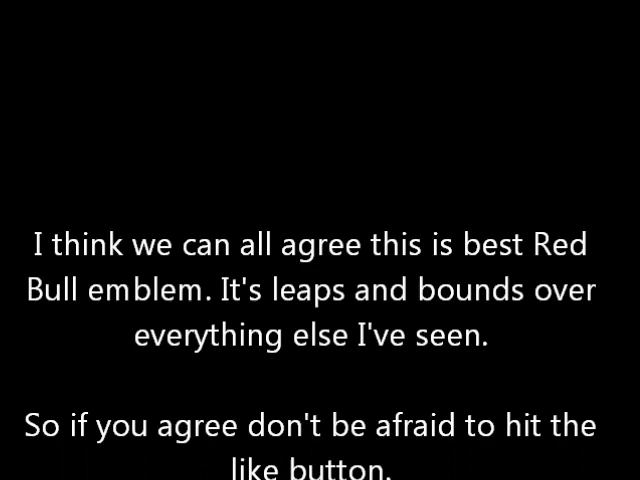 I think we can all agree this is best Red
Bull emblem. It's leaps and bounds over
everything else I've seen.
So if you agree don't be afraid to hit the
like button.